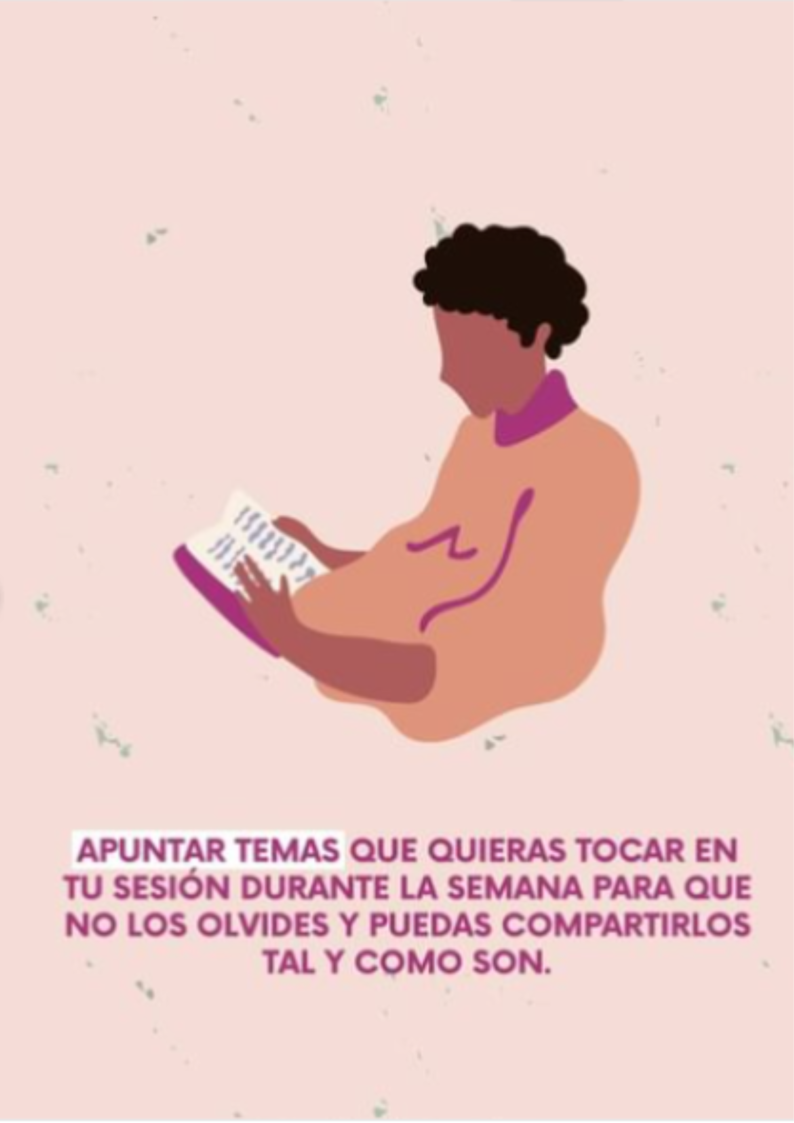 APUNTAR TEMAS QUE QUIERAS TOCAR EN
TU SESIÓN DURANTE LA SEMANA PARA QUE
NO LOS OLVIDES Y PUEDAS COMPARTIRLOS
TAL Y COMO SON.